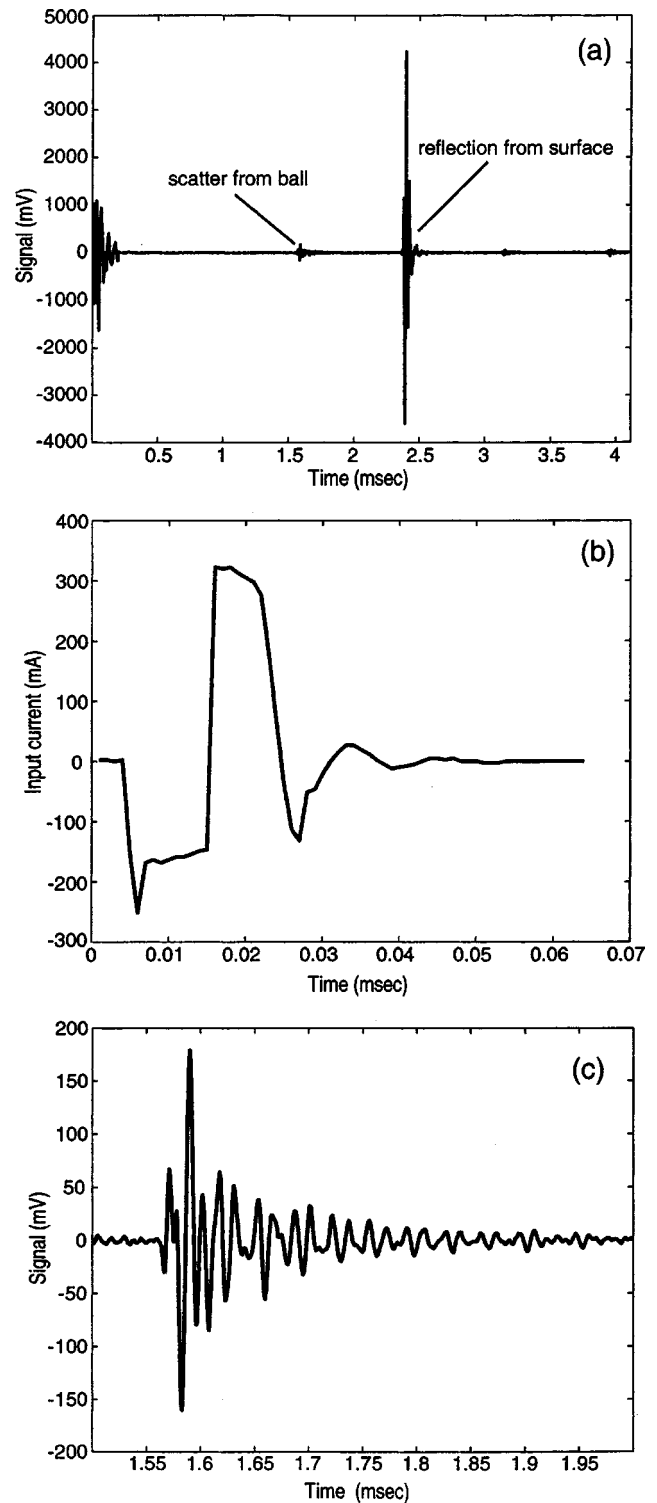 5000
4000
3000
2000
1000
0
-1000
-2000
-3000
-4000
Signal (mV)
(a)
scatter from ball
reflection from surface
0.5 1 1.5 2 2.5 3 3.5 4
Time (msec)
400
300
200
100
0
-100
-200
-300
Input current (mA)
(b)
0 0.01 0.02 0.03 0.04 0.05 0.06 0.07
Time (msec)
200
150
100
50
0
-50
-100
-150
-200
Signal (mV)
(c)
1.55 1.6 1.65 1.7 1.75 1.8 1.85 1.9 1.95
Time (msec)